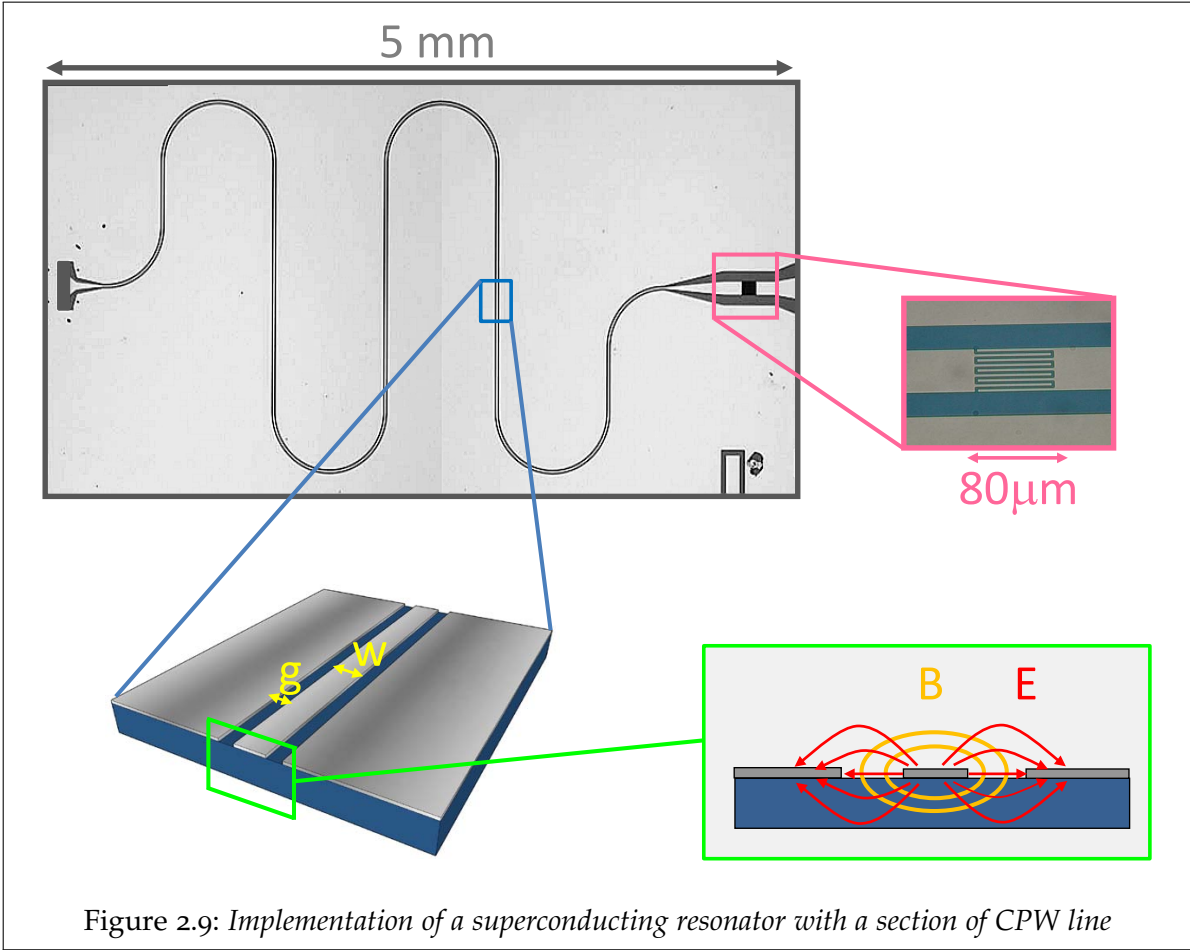 5 mm
80μm
g
W
B
E
Figure 2.9: Implementation of a superconducting resonator with a section of CPW line